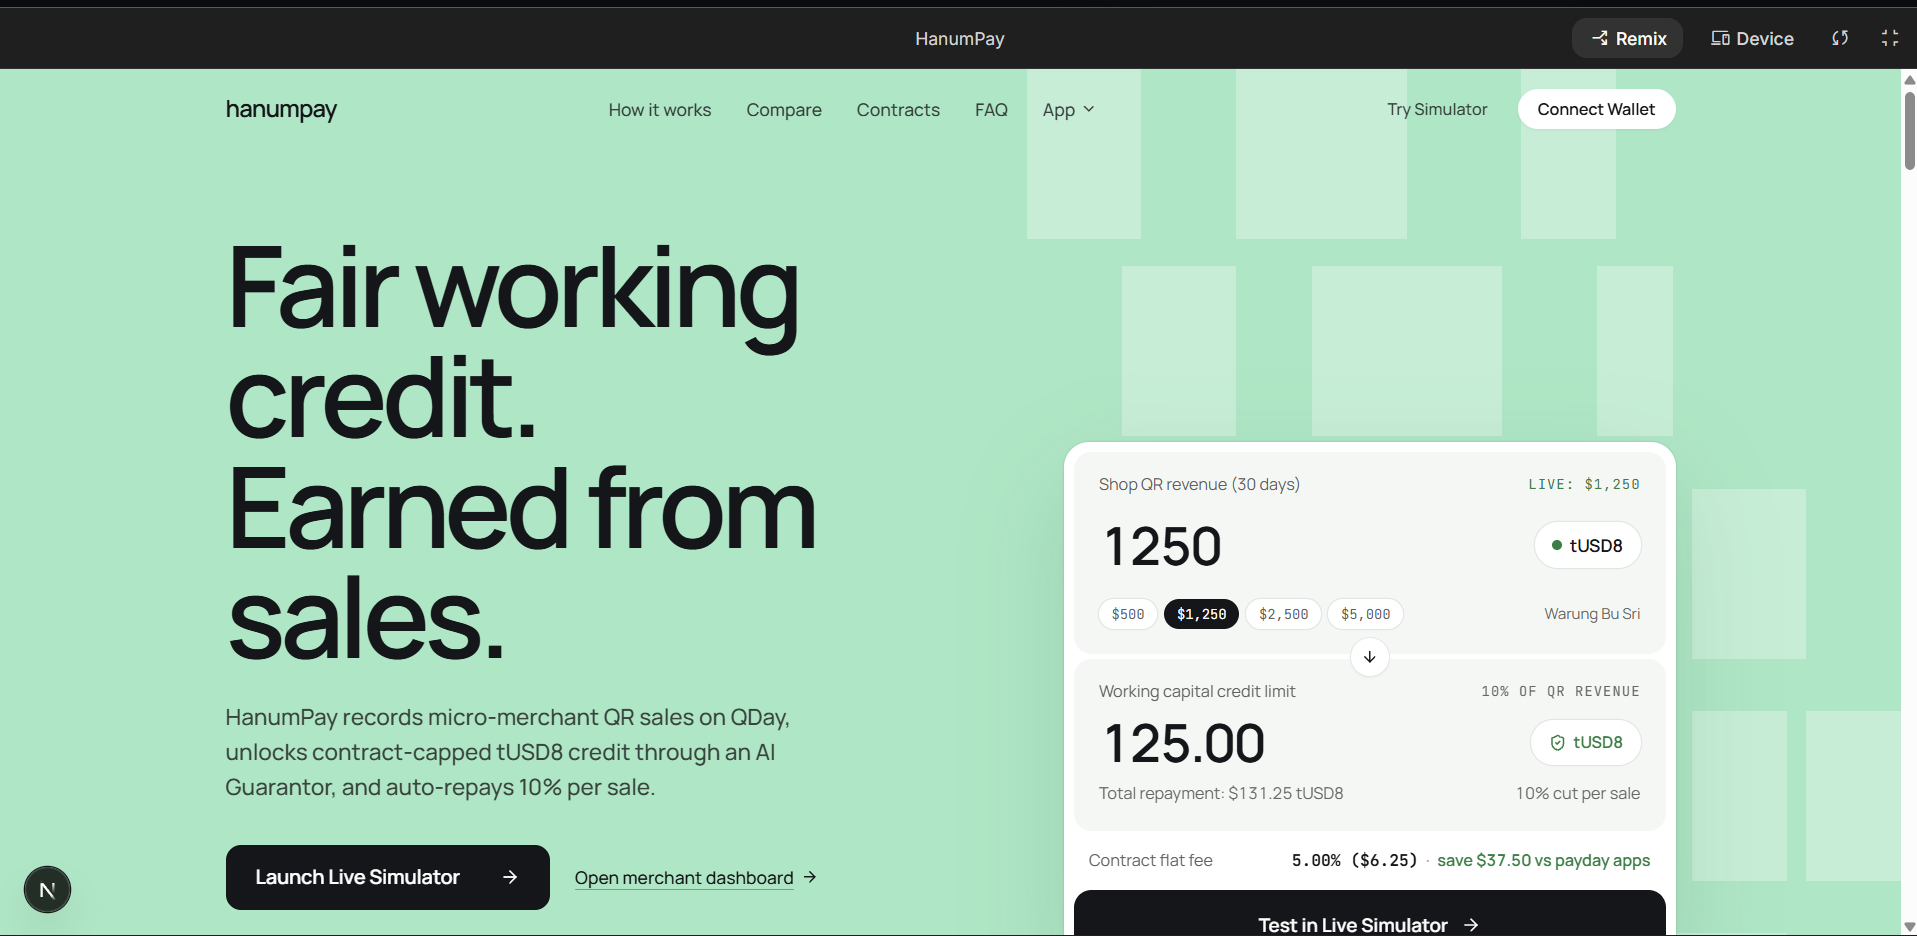 HanumPay
Remix
Device
hanumpay
How it works
Compare
Contracts
FAQ
App
Try Simulator
Connect Wallet
Fair working
credit.
Earned from
sales.
HanumPay records micro-merchant QR sales on QDay,
unlocks contract-capped tUSD8 credit through an AI
Guarantor, and auto-repays 10% per sale.
Launch Live Simulator
Open merchant dashboard
Shop QR revenue (30 days)
LIVE: $1,250
1250
tUSD8
$500
$1,250
$2,500
$5,000
Warung Bu Sri
Working capital credit limit
10% OF QR REVENUE
125.00
tUSD8
Total repayment: $131.25 tUSD8
10% cut per sale
Contract flat fee
5.00% ($6.25) · save $37.50 vs payday apps
Test in Live Simulator
N